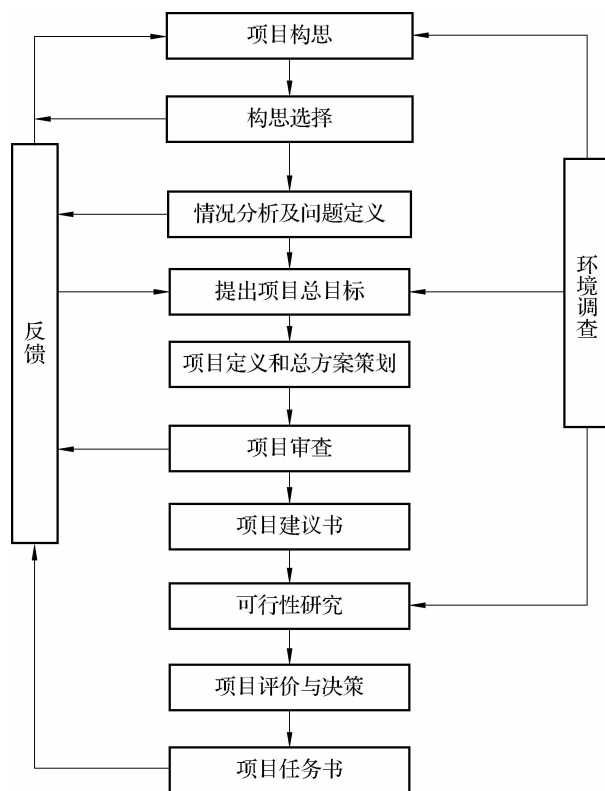 项目构思
构思选择
情况分析及问题定义
提出项目总目标
项目定义和总方案策划
项目审查
项目建议书
可行性研究
项目评价与决策
项目任务书
反馈
环境调查